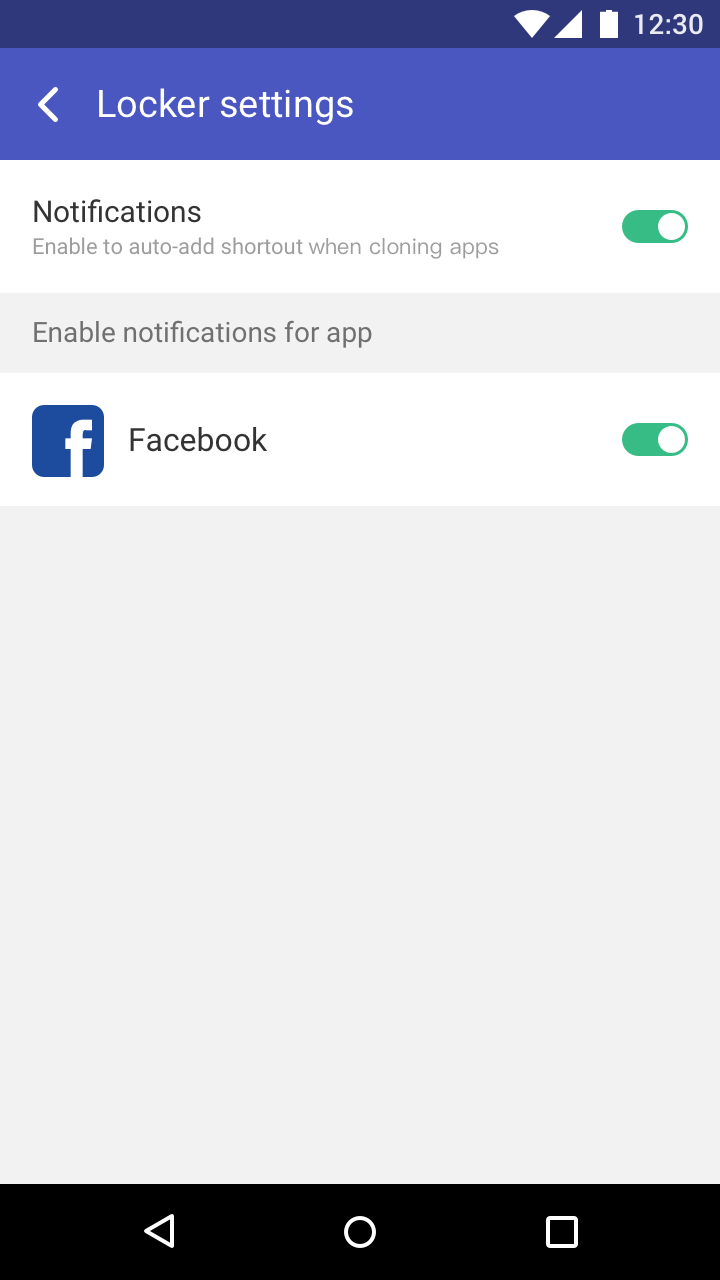 12:30
Locker settings
Notifications
Enable to auto-add shortout when cloning apps
Enable notifications for app
Facebook